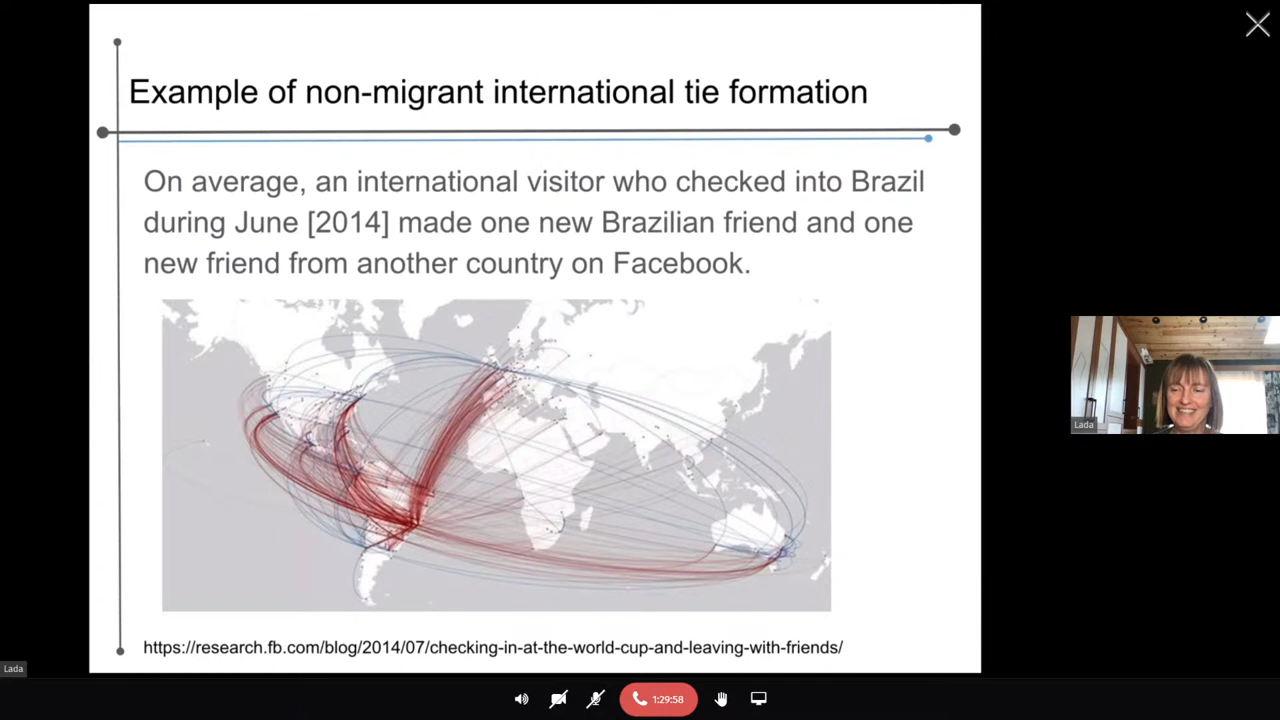 Example of non-migrant international tie formation
On average, an international visitor who checked into Brazil
during June [2014] made one new Brazilian friend and one
new friend from another country on Facebook.
https://research.fb.com/blog/2014/07/checking-in-at-the-world-cup-and-leaving-with-friends/
Lada
Lada
1:29:58